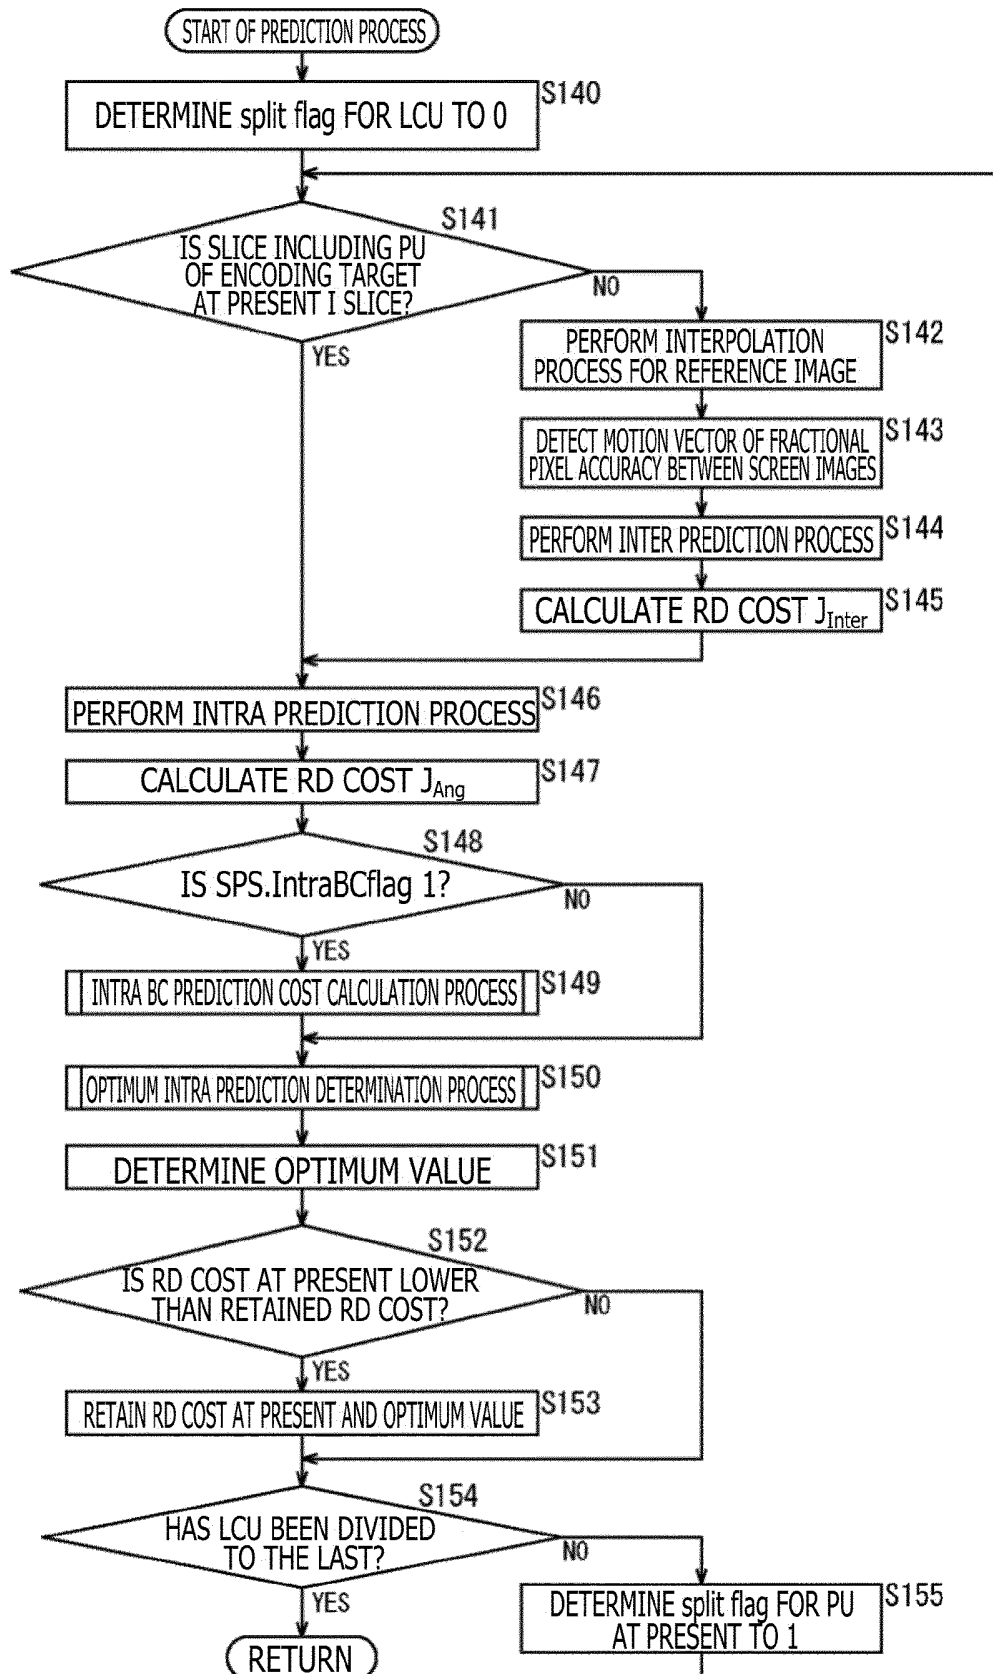 START OF PREDICTION PROCESS
S140
DETERMINE split flag FOR LCU TO 0
S141
IS SLICE INCLUDING PU
OF ENCODING TARGET
AT PRESENT I SLICE?
NO
YES
S142
PERFORM INTERPOLATION
PROCESS FOR REFERENCE IMAGE
S143
DETECT MOTION VECTOR OF FRACTIONAL
PIXEL ACCURACY BETWEEN SCREEN IMAGES
S144
PERFORM INTER PREDICTION PROCESS
S145
CALCULATE RD COST JInter
S146
PERFORM INTRA PREDICTION PROCESS
S147
CALCULATE RD COST JAng
S148
IS SPS.IntraBCflag 1?
NO
YES
S149
INTRA BC PREDICTION COST CALCULATION PROCESS
S150
OPTIMUM INTRA PREDICTION DETERMINATION PROCESS
S151
DETERMINE OPTIMUM VALUE
S152
IS RD COST AT PRESENT LOWER
THAN RETAINED RD COST?
NO
YES
S153
RETAIN RD COST AT PRESENT AND OPTIMUM VALUE
S154
HAS LCU BEEN DIVIDED
TO THE LAST?
NO
YES
S155
DETERMINE split flag FOR PU
AT PRESENT TO 1
RETURN